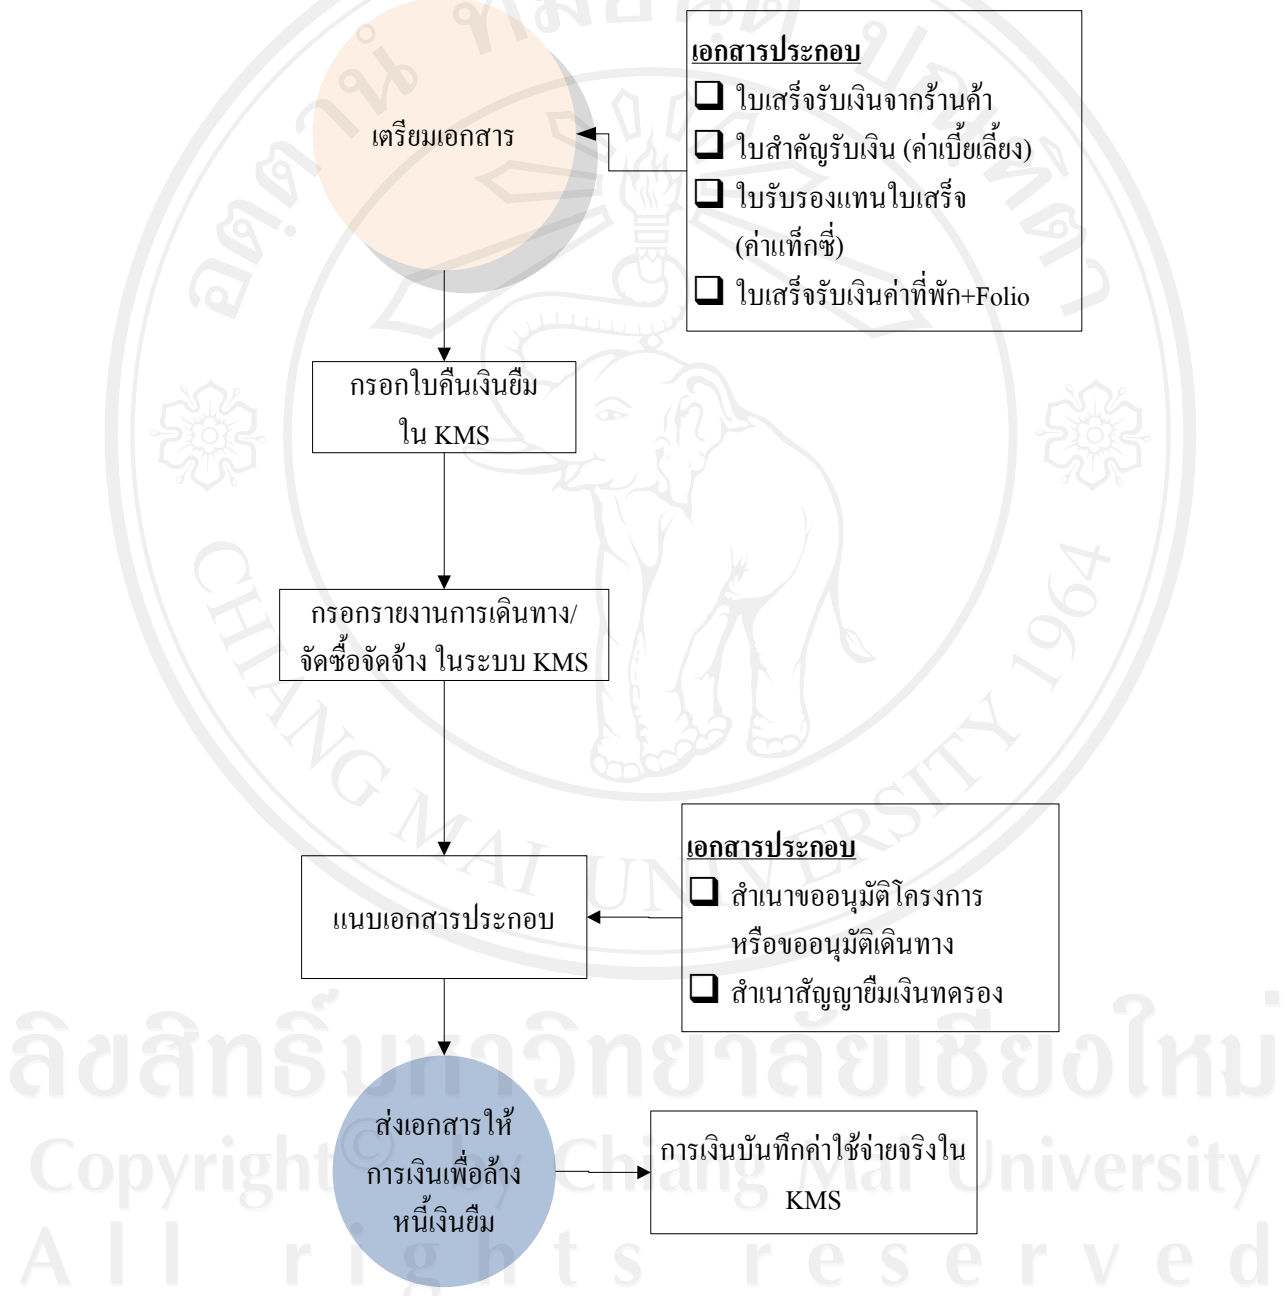 เอกสารประกอบ
❑ ใบเสร็จรับเงินจากร้านค้า
❑ ใบสำคัญรับเงิน (ค่าเบี้ยเลี้ยง)
❑ ใบรับรองแทนใบเสร็จ
(ค่าแท็กซี่)
❑ ใบเสร็จรับเงินค่าที่พัก+Folio
เตรียมเอกสาร
กรอกใบคืนเงินยืม
ใน KMS
กรอกรายงานการเดินทาง/
จัดซื้อจัดจ้าง ในระบบ KMS
เอกสารประกอบ
❑ สำเนาขออนุมัติโครงการ
หรือขออนุมัติเดินทาง
❑ สำเนาสัญญายืมเงินทดรอง
แนบเอกสารประกอบ
ส่งเอกสารให้
การเงินเพื่อล้าง
หนี้เงินยืม
การเงินบันทึกค่าใช้จ่ายจริงใน
KMS
CHIANG MAI UNIVERSITY 1964
ลิขสิทธิ์มหาวิทยาลัยเชียงใหม่
Copyright© by Chiang Mai University
All rights reserved